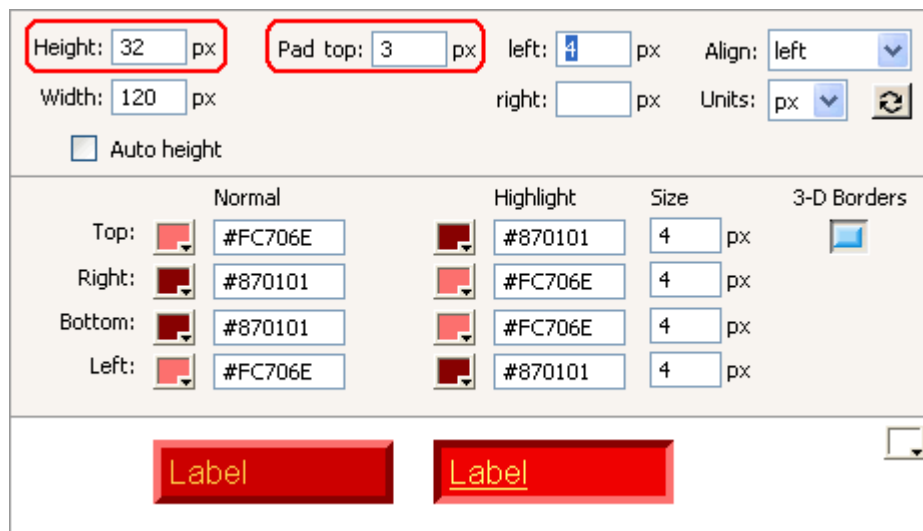 Height: 32 px Pad top: 3 px left: 4 px Align: left
Width: 120 px right: px Units: px
Auto height
Normal Highlight Size 3-D Borders
Top: #FC706E #870101 4 px
Right: #870101 #FC706E 4 px
Bottom: #870101 #FC706E 4 px
Left: #FC706E #870101 4 px
Label Label